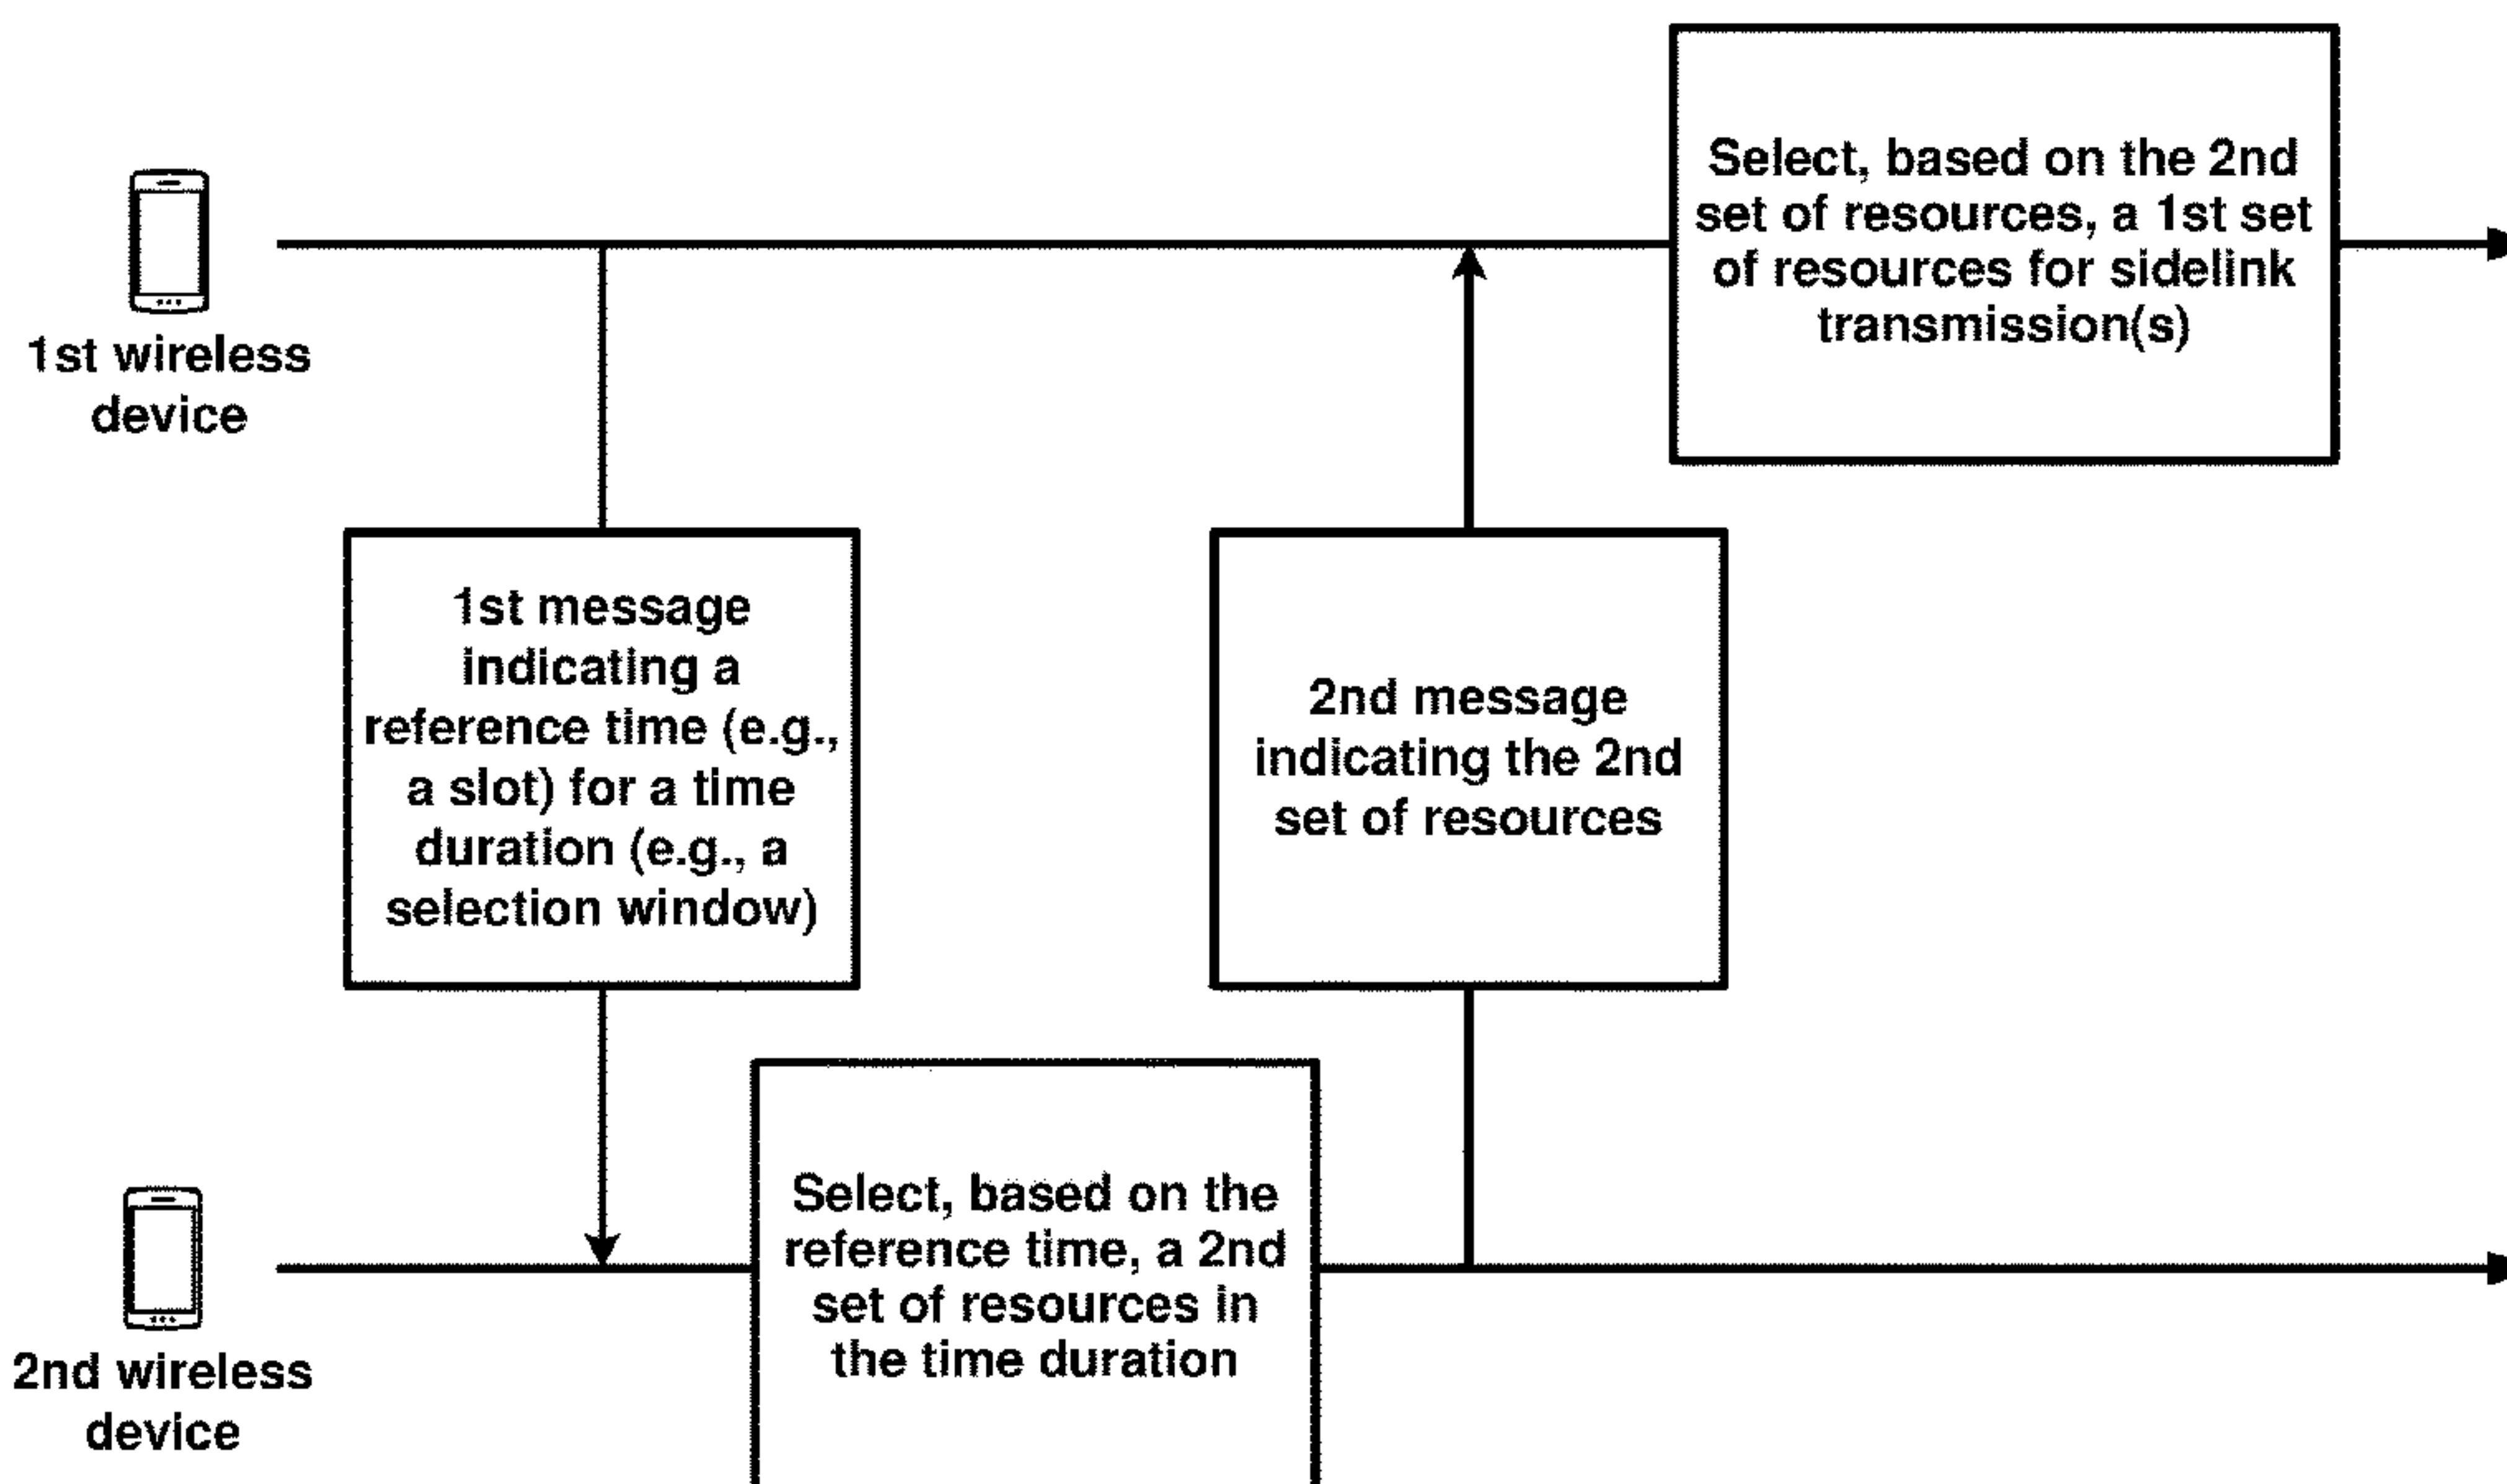 Select, based on the 2nd
set of resources, a 1st set
of resources for sidelink
transmission(s)
1st wireless
device
1st message
indicating a
reference time (e.g.,
a slot) for a time
duration (e.g., a
selection window)
2nd message
indicating the 2nd
set of resources
Select, based on the
reference time, a 2nd
set of resources in
the time duration
2nd wireless
device